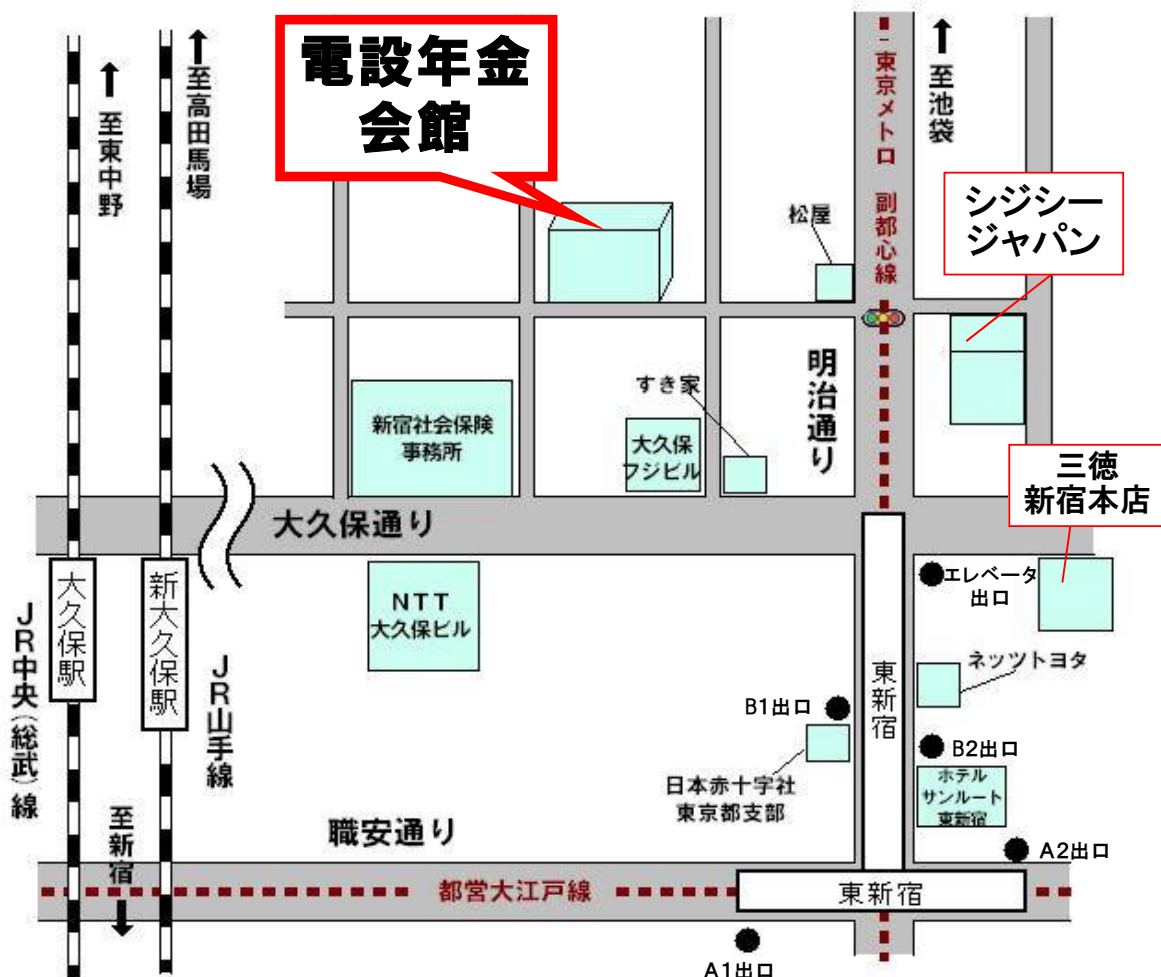 電設年金
会館
至東中野
至高田馬場
東京メトロ 副都心線
至池袋
シジシー
ジャパン
松屋
明治通り
すき家
新宿社会保険
事務所
大久保
フジビル
三徳
新宿本店
大久保通り
エレベータ
出口
大久保駅
新大久保駅
NTT
大久保ビル
JR中央(総武)線
JR山手線
東新宿
ネッツトヨタ
B1出口
B2出口
日本赤十字社
東京都支部
ホテル
サンルート
東新宿
至新宿
職安通り
A2出口
都営大江戸線
東新宿
A1出口